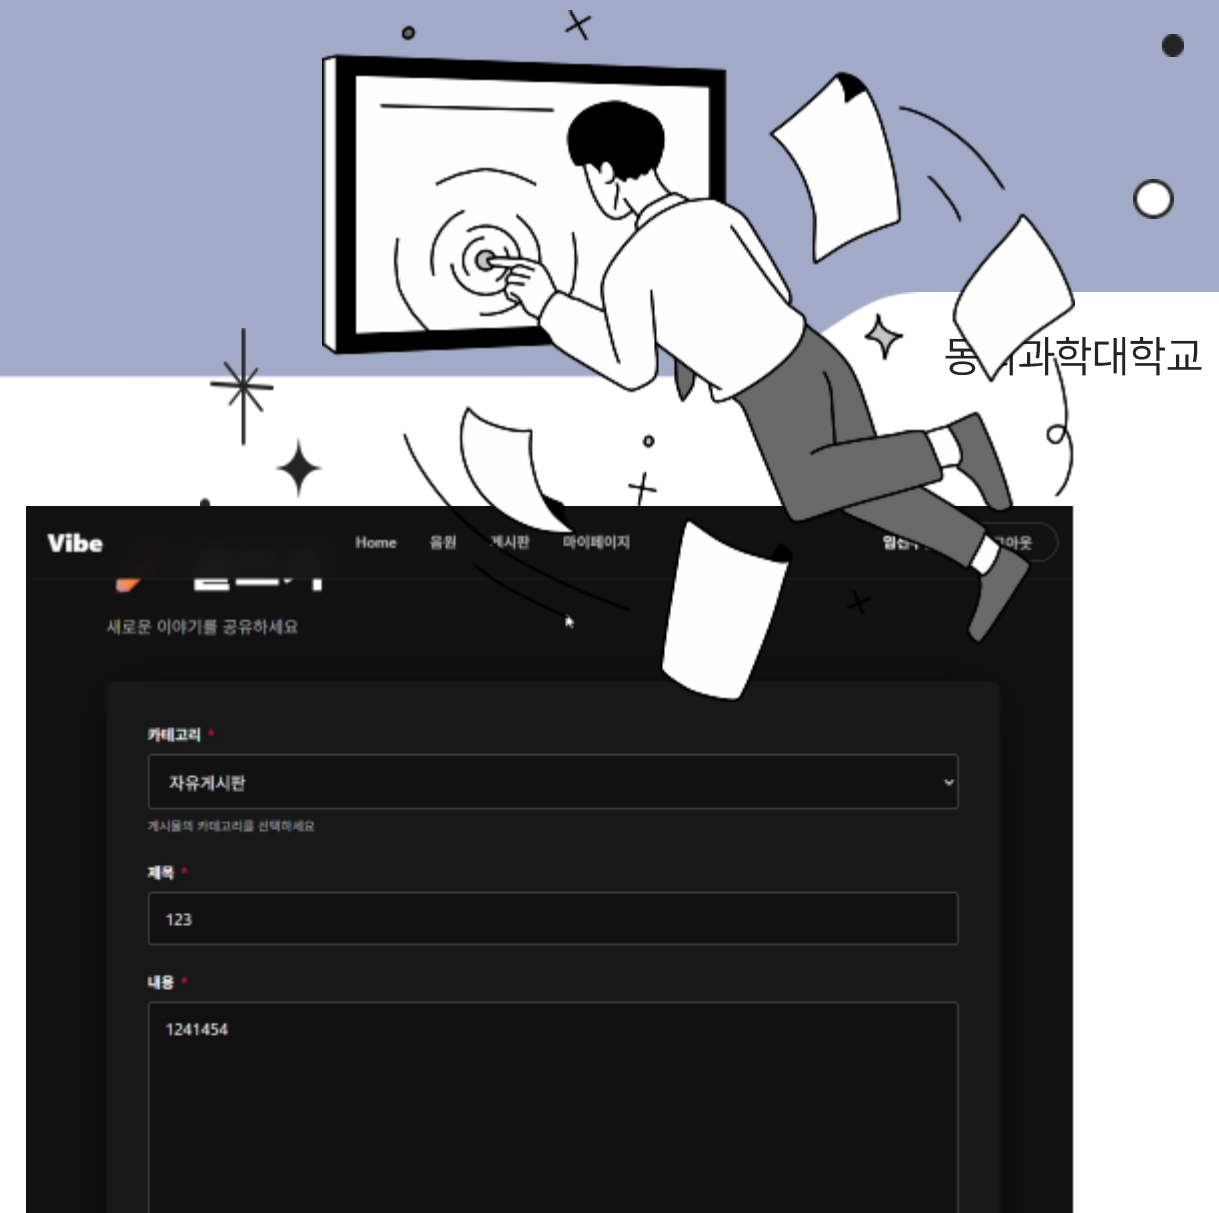 과학대학교
Vibe
Home 음원 게시판 마이페이지
새로운 이야기를 공유하세요
카테고리 *
자유게시판
게시물의 카테고리를 선택하세요
제목 *
123
내용 *
1241454